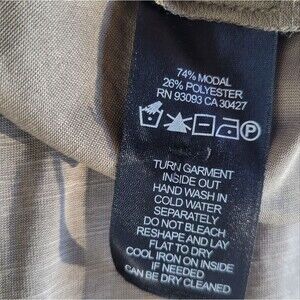 74% MODAL
26% POLYESTER
RN 93093 CA 30427
P
TURN GARMENT
INSIDE OUT
HAND WASH IN
COLD WATER
SEPARATELY
DO NOT BLEACH
RESHAPE AND LAY
FLAT TO DRY
COOL IRON ON INSIDE
IF NEEDED
CAN BE DRY CLEANED